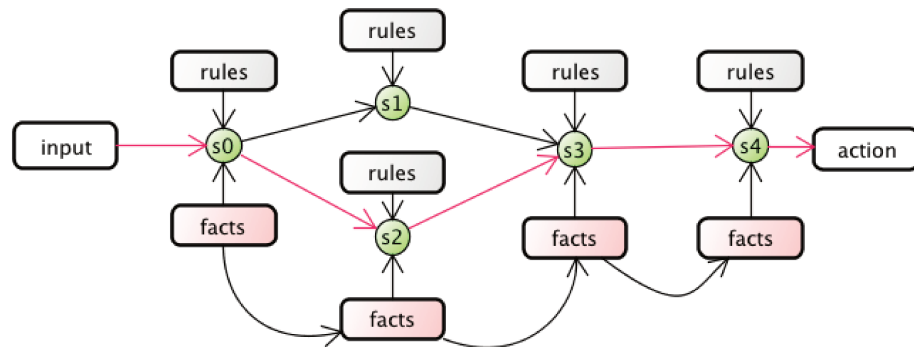 rules
rules
rules
rules
s1
input
s0
s3
s4
action
rules
facts
s2
facts
facts
facts